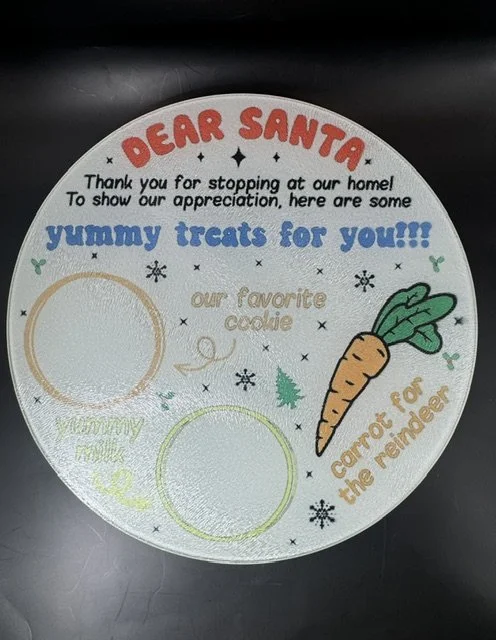 DEAR SANTA
Thank you for stopping at our home!
To show our appreciation, here are some
yummy treats for you!!!
our favorite
cookie
yummy
milk
carrot for
the reindeer